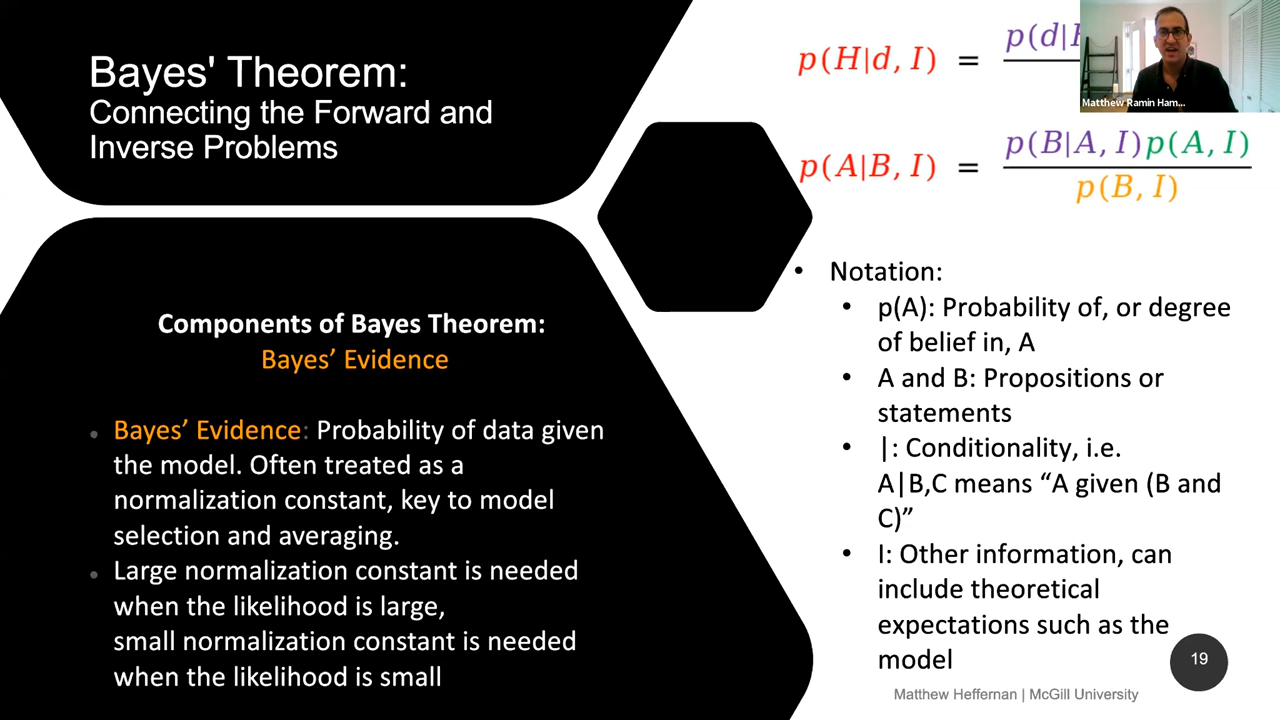 Bayes' Theorem:
Connecting the Forward and
Inverse Problems
Components of Bayes Theorem:
Bayes’ Evidence
• Bayes’ Evidence: Probability of data given
the model. Often treated as a
normalization constant, key to model
selection and averaging.
• Large normalization constant is needed
when the likelihood is large,
small normalization constant is needed
when the likelihood is small
p(H|d, I) = p(d|
Matthew Ramin Ham...
p(A|B, I) = p(B|A, I)p(A, I)
p(B, I)
• Notation:
• p(A): Probability of, or degree
of belief in, A
• A and B: Propositions or
statements
• |: Conditionality, i.e.
A|B,C means “A given (B and
C)”
• I: Other information, can
include theoretical
expectations such as the
model
19
Matthew Heffernan | McGill University